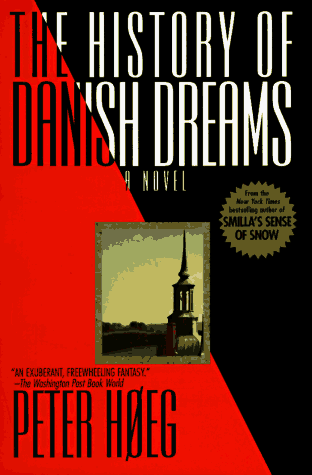 THE HISTORY OF
DANISH DREAMS
A NOVEL
From the
New York Times
bestselling author of
SMILLA'S SENSE
OF SNOW
"AN EXUBERANT, FREEWHEELING FANTASY."
—The Washington Post Book World
PETER HØEG